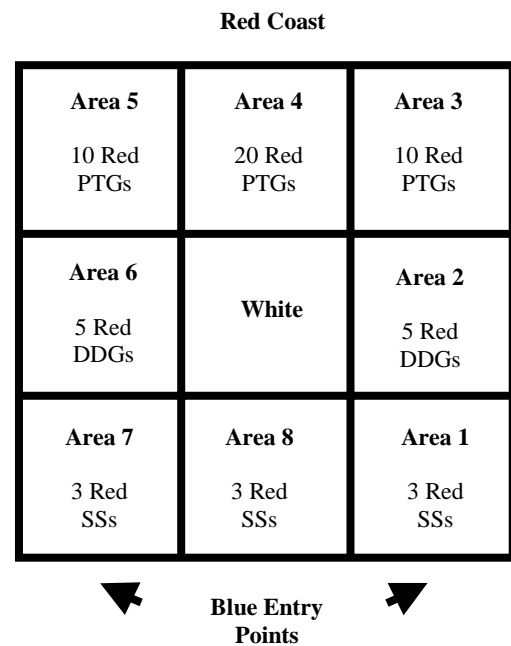 Red Coast
Area 5
10 Red
PTGs
Area 4
20 Red
PTGs
Area 3
10 Red
PTGs
Area 6
5 Red
DDGs
White
Area 2
5 Red
DDGs
Area 7
3 Red
SSs
Area 8
3 Red
SSs
Area 1
3 Red
SSs
Blue Entry
Points